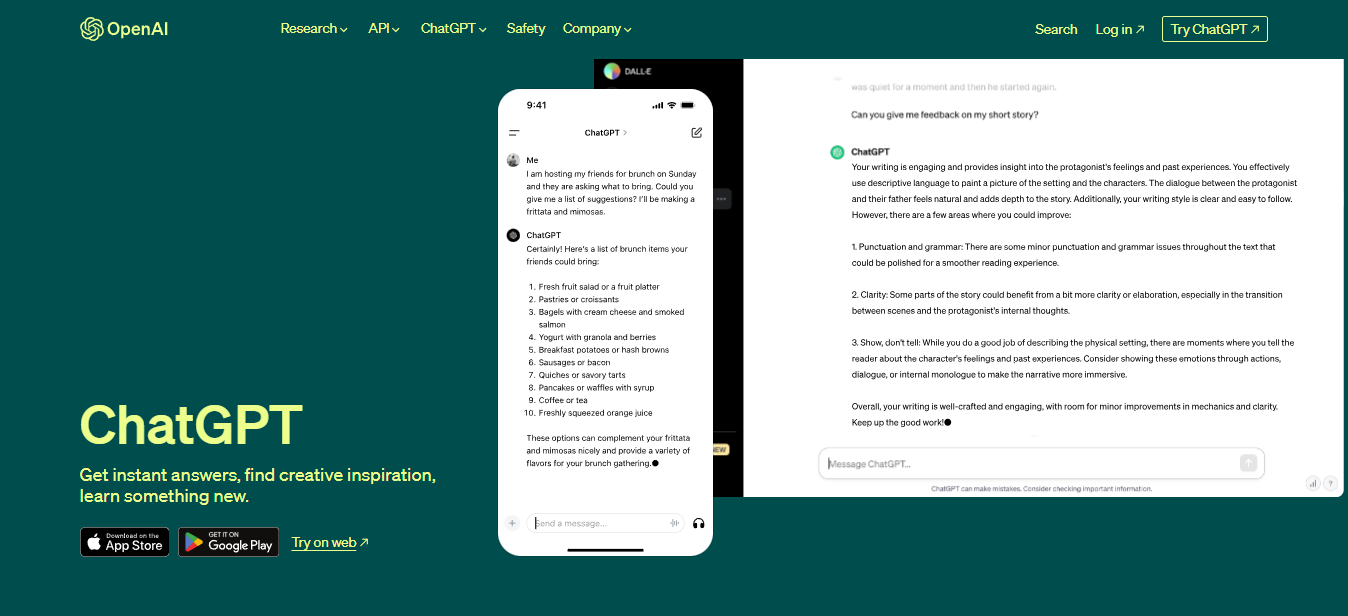 OpenAI
Research
API
ChatGPT
Safety
Company
Search
Log in
Try ChatGPT
ChatGPT
Get instant answers, find creative inspiration,
learn something new.
Download on the
App Store
GET IT ON
Google Play
Try on web
9:41
ChatGPT
Me
I am hosting my friends for brunch on Sunday
and they are asking what to bring. Could you
give me a list of suggestions? I'll be making a
frittata and mimosas.
ChatGPT
Certainly! Here's a list of brunch items your
friends could bring:
1. Fresh fruit salad or a fruit platter
2. Pastries or croissants
3. Bagels with cream cheese and smoked
salmon
4. Yogurt with granola and berries
5. Breakfast potatoes or hash browns
6. Sausages or bacon
7. Quiches or savory tarts
8. Pancakes or waffles with syrup
9. Coffee or tea
10. Freshly squeezed orange juice
These options can complement your frittata
and mimosas nicely and provide a variety of
flavors for your brunch gathering.
Send a message...
DALL·E
was quiet for a moment and then he started again.
Can you give me feedback on my short story?
ChatGPT
Your writing is engaging and provides insight into the protagonist's feelings and past experiences. You effectively
use descriptive language to paint a picture of the setting and the characters. The dialogue between the protagonist
and their father feels natural and adds depth to the story. Additionally, your writing style is clear and easy to follow.
However, there are a few areas where you could improve:
1. Punctuation and grammar: There are some minor punctuation and grammar issues throughout the text that
could be polished for a smoother reading experience.
2. Clarity: Some parts of the story could benefit from a bit more clarity or elaboration, especially in the transition
between scenes and the protagonist's internal thoughts.
3. Show, don't tell: While you do a good job of describing the physical setting, there are moments where you tell the
reader about the character's feelings and past experiences. Consider showing these emotions through actions,
dialogue, or internal monologue to make the narrative more immersive.
Overall, your writing is well-crafted and engaging, with room for minor improvements in mechanics and clarity.
Keep up the good work!
Message ChatGPT...
ChatGPT can make mistakes. Consider checking important information.
?